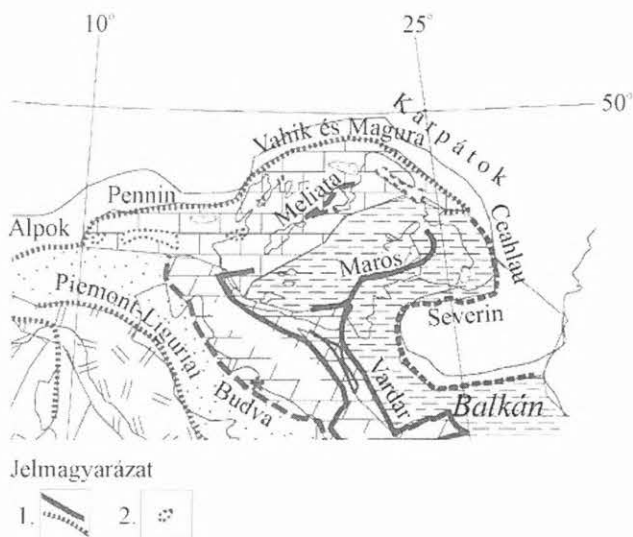 10°
25°
50°
Kárpátok
Vahik és Magura
Pennin
Meliata
Ceahlau
Alpok
Maros
Piemont-Liguriai
Severin
Budva
Vardar
Balkán
Jelmagyarázat
1.
2.